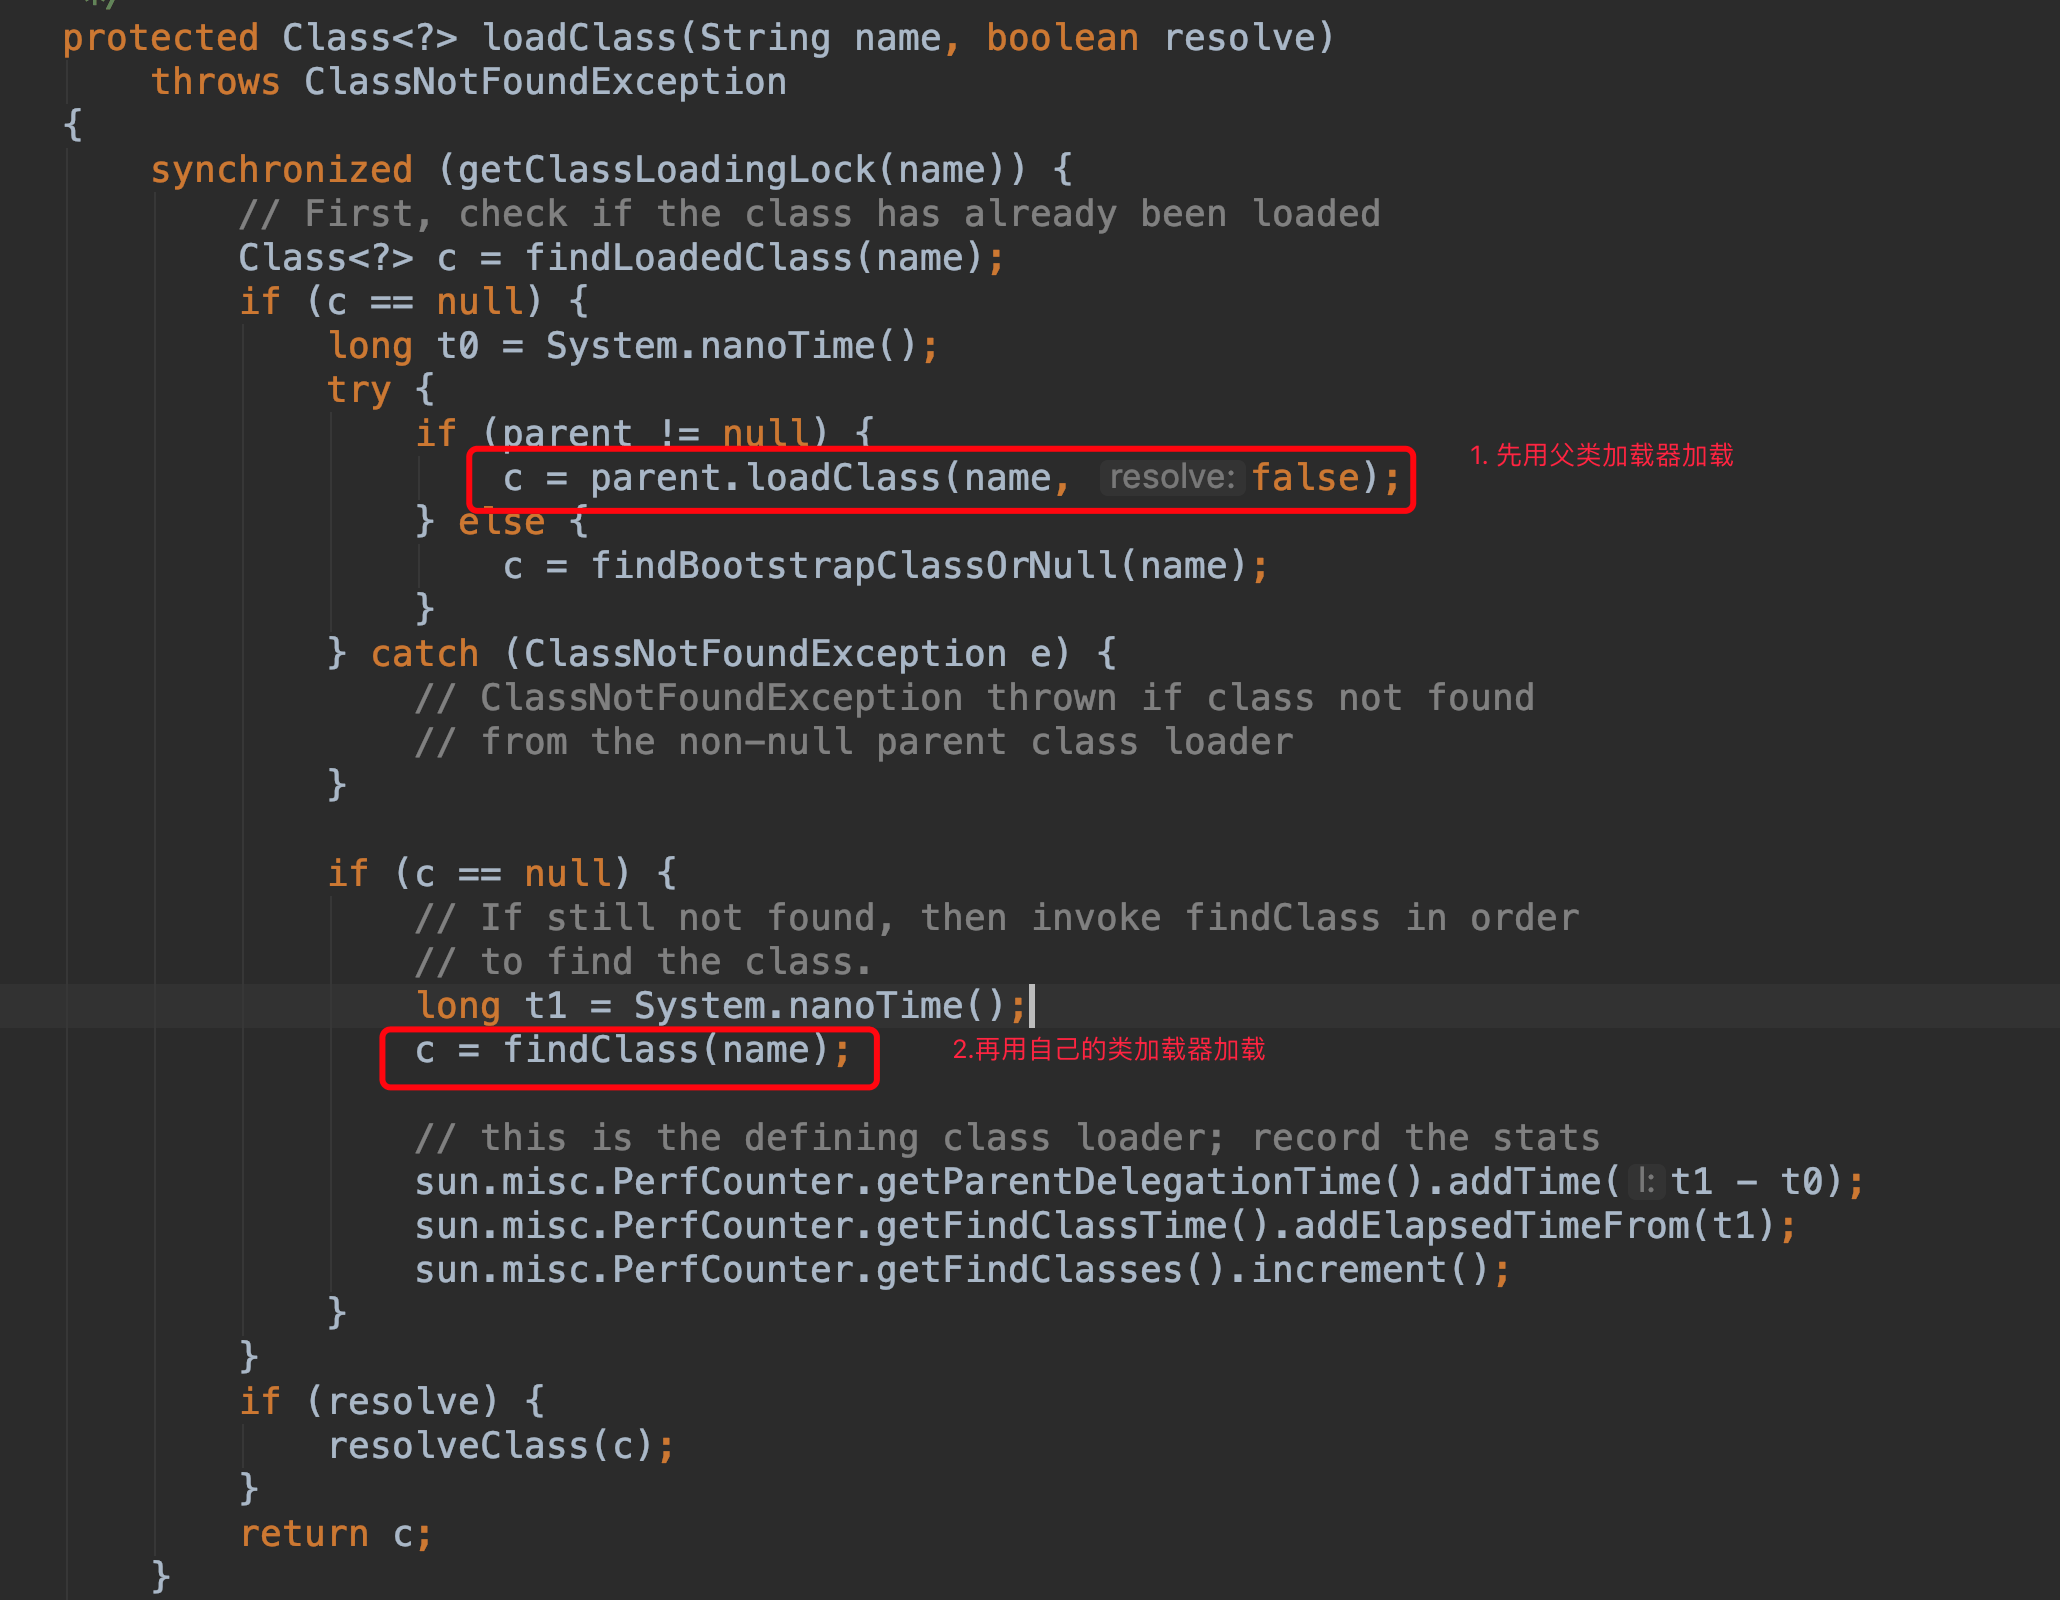 */
protected Class<?> loadClass(String name, boolean resolve)
throws ClassNotFoundException
{
synchronized (getClassLoadingLock(name)) {
// First, check if the class has already been loaded
Class<?> c = findLoadedClass(name);
if (c == null) {
long t0 = System.nanoTime();
try {
if (parent != null) {
c = parent.loadClass(name, resolve: false);
1. 先用父类加载器加载
} else {
c = findBootstrapClassOrNull(name);
}
} catch (ClassNotFoundException e) {
// ClassNotFoundException thrown if class not found
// from the non-null parent class loader
}
if (c == null) {
// If still not found, then invoke findClass in order
// to find the class.
long t1 = System.nanoTime();
c = findClass(name);
2.再用自己的类加载器加载
// this is the defining class loader; record the stats
sun.misc.PerfCounter.getParentDelegationTime().addTime( l: t1 - t0);
sun.misc.PerfCounter.getFindClassTime().addElapsedTimeFrom(t1);
sun.misc.PerfCounter.getFindClasses().increment();
}
}
if (resolve) {
resolveClass(c);
}
return c;
}